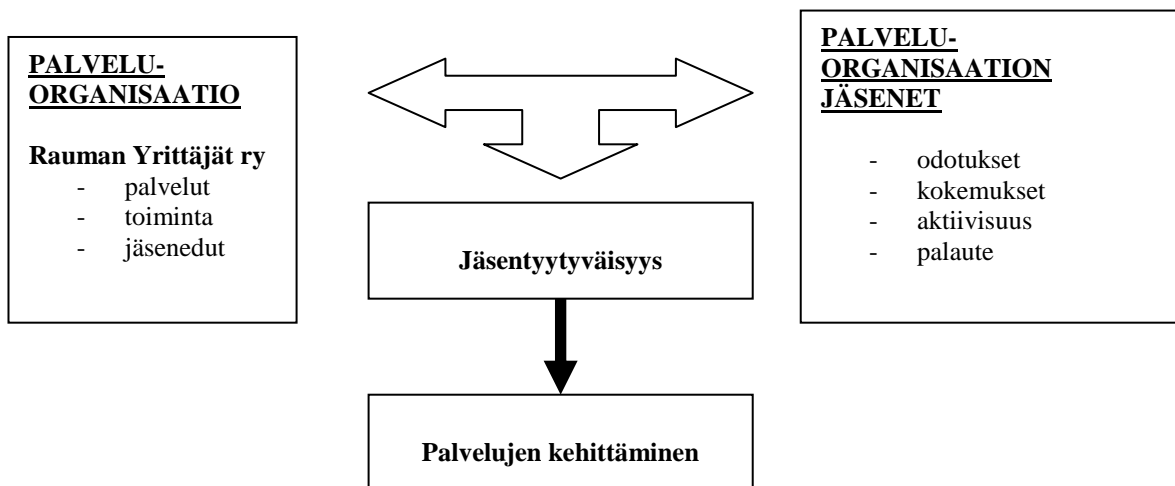 PALVELU-
ORGANISAATIO
Rauman Yrittäjät ry
- palvelut
- toiminta
- jäsenedut
PALVELU-
ORGANISAATION
JÄSENET
- odotukset
- kokemukset
- aktiivisuus
- palaute
Jäsentyytyväisyys
Palvelujen kehittäminen